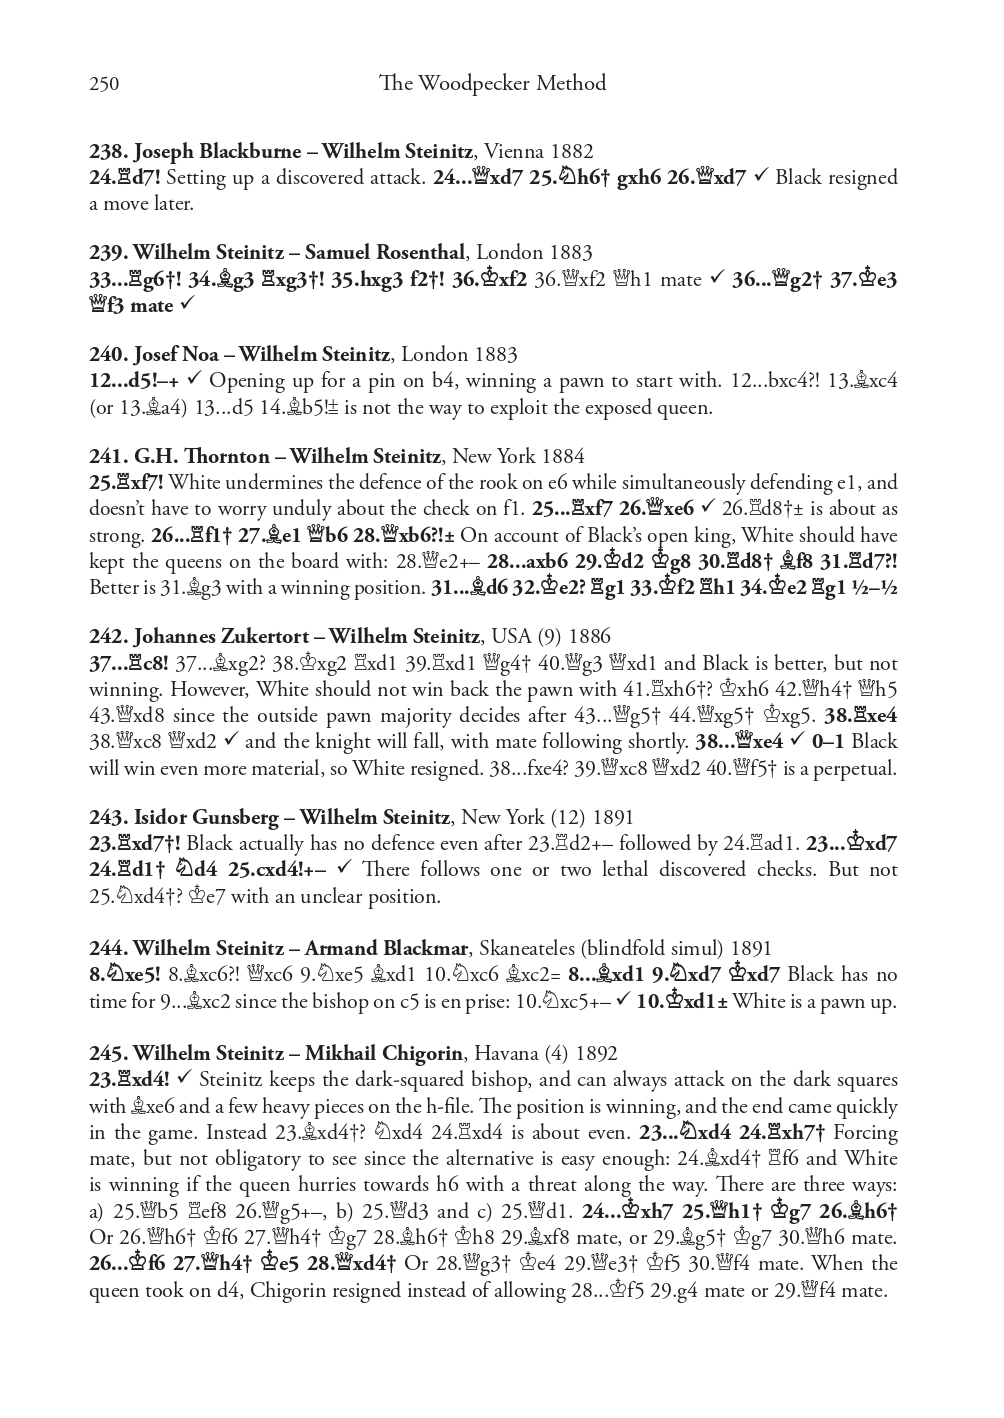 250 The Woodpecker Method
238. Joseph Blackburne – Wilhelm Steinitz, Vienna 1882
24.♖d7! Setting up a discovered attack. 24...♕xd7 25.♘h6† gxh6 26.♕xd7 ✓ Black resigned
a move later.
239. Wilhelm Steinitz – Samuel Rosenthal, London 1883
33...♖g6†! 34.♗g3 ♖xg3†! 35.hxg3 f2†! 36.♔xf2 36.♕xf2 ♕h1 mate ✓ 36...♕g2† 37.♔e3
♕f3 mate ✓
240. Josef Noa – Wilhelm Steinitz, London 1883
12...d5!–+ ✓ Opening up for a pin on b4, winning a pawn to start with. 12...bxc4?! 13.♗xc4
(or 13.♗a4) 13...d5 14.♗b5!± is not the way to exploit the exposed queen.
241. G.H. Thornton – Wilhelm Steinitz, New York 1884
25.♖xf7! White undermines the defence of the rook on e6 while simultaneously defending e1, and
doesn’t have to worry unduly about the check on f1. 25...♖xf7 26.♕xe6 ✓ 26.♖d8†± is about as
strong. 26...♖f1† 27.♗e1 ♕b6 28.♕xb6?!± On account of Black’s open king, White should have
kept the queens on the board with: 28.♕e2+– 28...axb6 29.♔d2 ♔g8 30.♖d8† ♗f8 31.♖d7?!
Better is 31.♗g3 with a winning position. 31...♗d6 32.♔e2? ♖g1 33.♔f2 ♖h1 34.♔e2 ♖g1 ½–½
242. Johannes Zukertort – Wilhelm Steinitz, USA (9) 1886
37...♖c8! 37...♗xg2? 38.♔xg2 ♖xd1 39.♖xd1 ♕g4† 40.♕g3 ♕xd1 and Black is better, but not
winning. However, White should not win back the pawn with 41.♖xh6†? ♔xh6 42.♕h4† ♕h5
43.♕xd8 since the outside pawn majority decides after 43...♕g5† 44.♕xg5† ♔xg5. 38.♖xe4
38.♕xc8 ♕xd2 ✓ and the knight will fall, with mate following shortly. 38...♕xe4 ✓ 0–1 Black
will win even more material, so White resigned. 38...fxe4? 39.♕xc8 ♕xd2 40.♕f5† is a perpetual.
243. Isidor Gunsberg – Wilhelm Steinitz, New York (12) 1891
23.♖xd7†! Black actually has no defence even after 23.♖d2+– followed by 24.♖ad1. 23...♔xd7
24.♖d1† ♘d4 25.cxd4!+– ✓ There follows one or two lethal discovered checks. But not
25.♘xd4†? ♔e7 with an unclear position.
244. Wilhelm Steinitz – Armand Blackmar, Skaneateles (blindfold simul) 1891
8.♘xe5! 8.♗xc6?! ♕xc6 9.♘xe5 ♗xd1 10.♘xc6 ♗xc2= 8...♗xd1 9.♘xd7 ♔xd7 Black has no
time for 9...♗xc2 since the bishop on c5 is en prise: 10.♘xc5+– ✓ 10.♔xd1± White is a pawn up.
245. Wilhelm Steinitz – Mikhail Chigorin, Havana (4) 1892
23.♖xd4! ✓ Steinitz keeps the dark-squared bishop, and can always attack on the dark squares
with ♗xe6 and a few heavy pieces on the h-file. The position is winning, and the end came quickly
in the game. Instead 23.♗xd4†? ♘xd4 24.♖xd4 is about even. 23...♘xd4 24.♖xh7† Forcing
mate, but not obligatory to see since the alternative is easy enough: 24.♗xd4† ♖f6 and White
is winning if the queen hurries towards h6 with a threat along the way. There are three ways:
a) 25.♕b5 ♖ef8 26.♕g5+–, b) 25.♕d3 and c) 25.♕d1. 24...♔xh7 25.♕h1† ♔g7 26.♗h6†
Or 26.♕h6† ♔f6 27.♕h4† ♔g7 28.♗h6† ♔h8 29.♗xf8 mate, or 29.♗g5† ♔g7 30.♕h6 mate.
26...♔f6 27.♕h4† ♔e5 28.♕xd4† Or 28.♕g3† ♔e4 29.♕e3† ♔f5 30.♕f4 mate. When the
queen took on d4, Chigorin resigned instead of allowing 28...♔f5 29.g4 mate or 29.♕f4 mate.